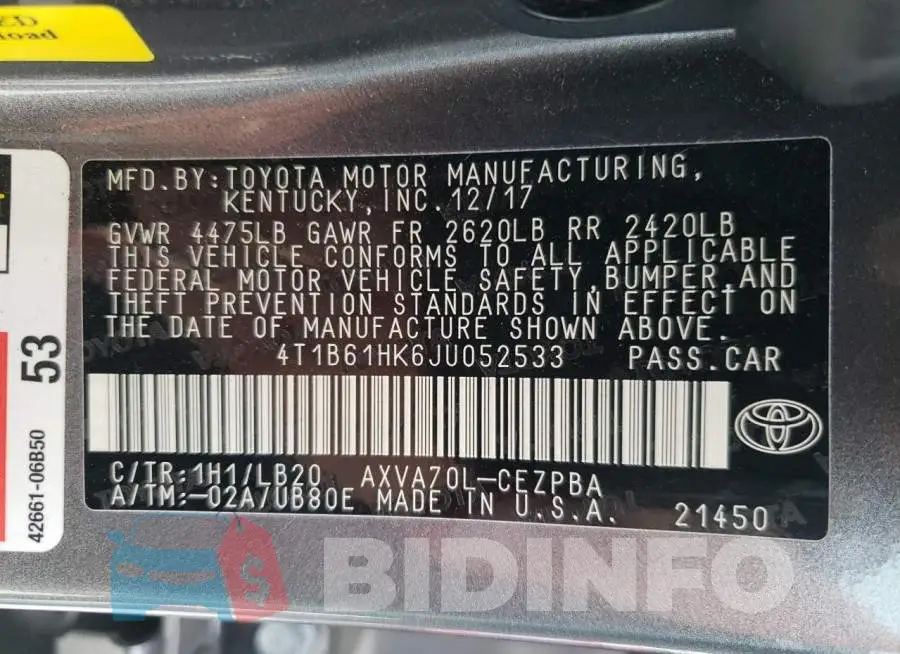 oad
MFD.BY:TOYOTA MOTOR MANUFACTURING,
KENTUCKY,INC.12/17
GVWR 4475LB GAWR FR 2620LB RR 2420LB
THIS VEHICLE CONFORMS TO ALL APPLICABLE
FEDERAL MOTOR VEHICLE SAFETY,BUMPER,AND
THEFT PREVENTION STANDARDS IN EFFECT ON
THE DATE OF MANUFACTURE SHOWN ABOVE.
4T1B61HK6JU052533 PASS.CAR
C/TR:1H1/LB20 AXVA70L-CEZPBA
A/TM:-02A7UB80E MADE IN U.S.A. 21450
53
42661-06B50
BIDINFO